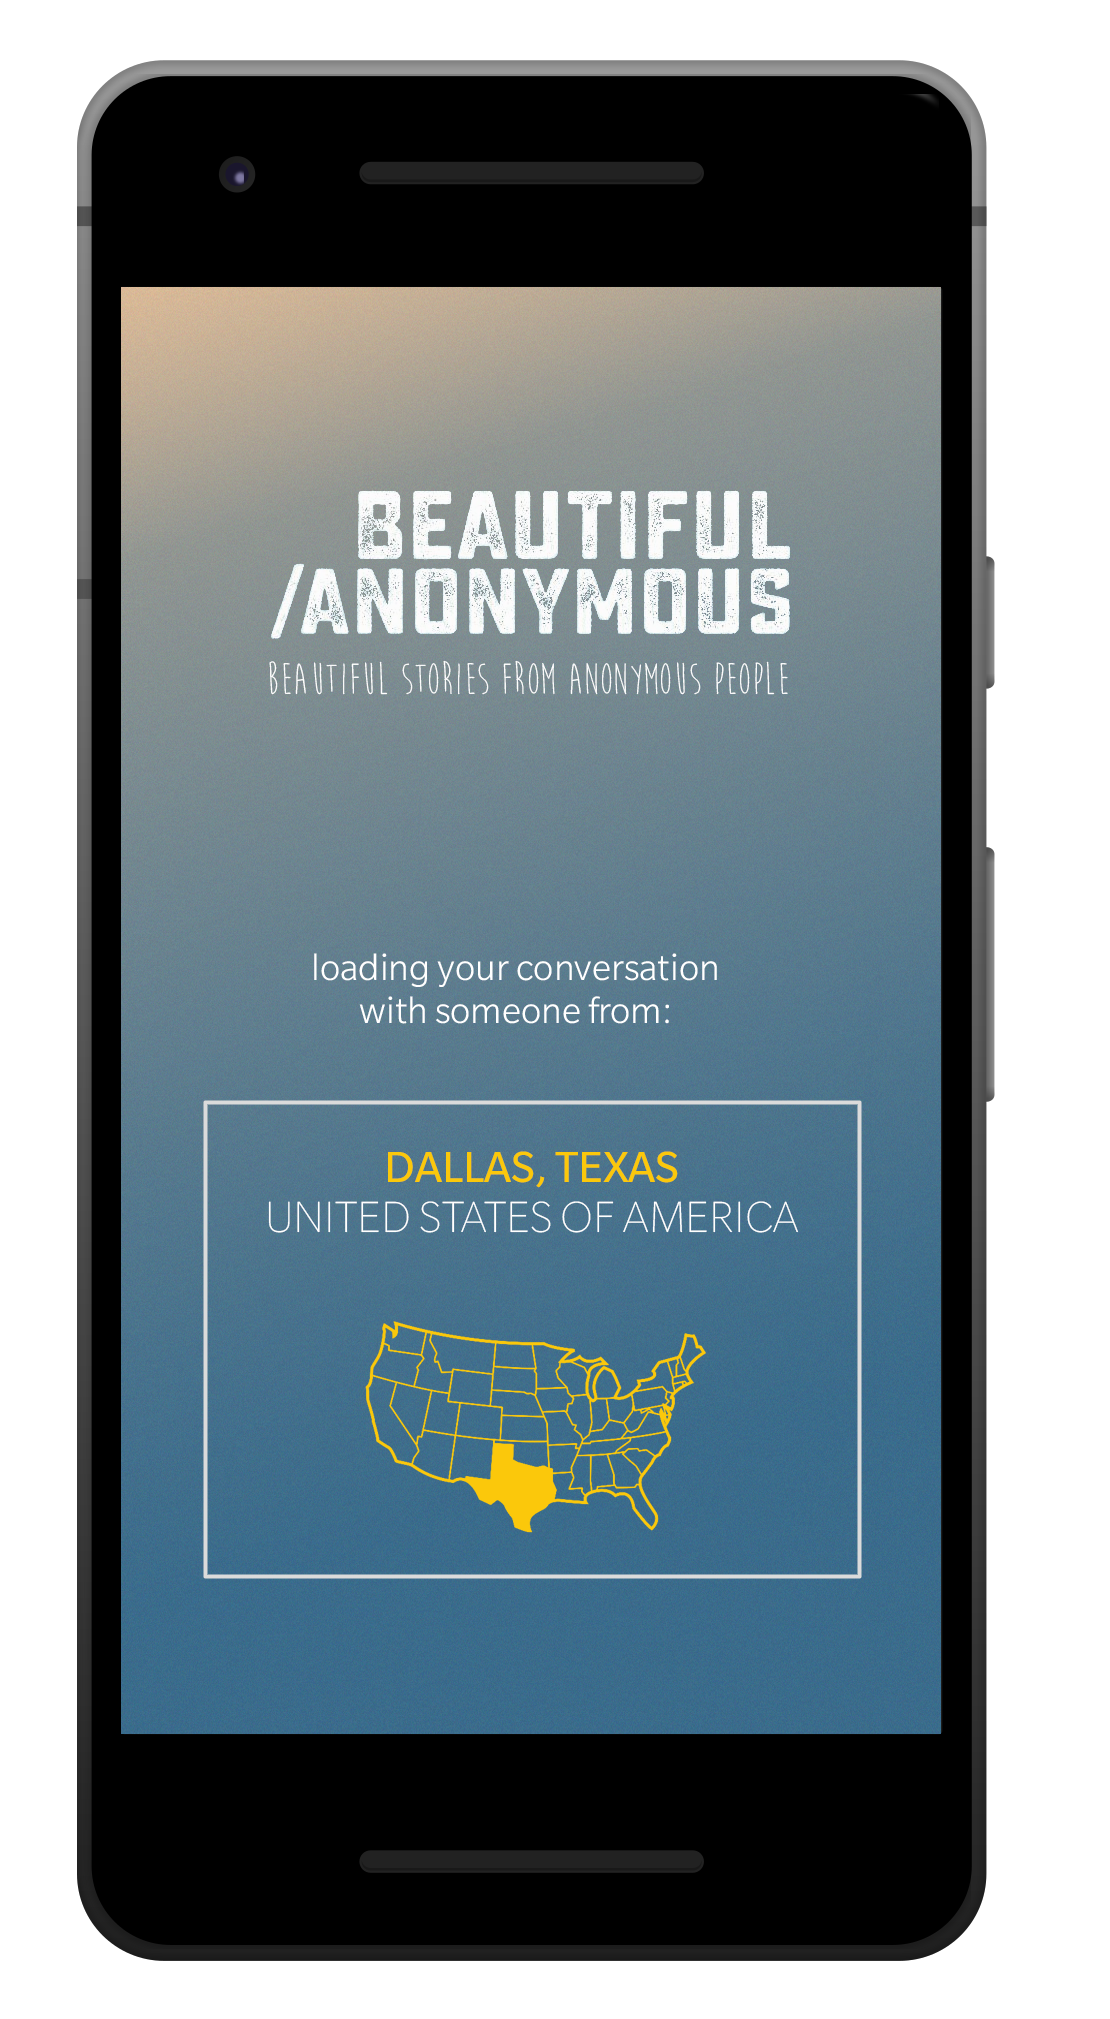 BEAUTIFUL
/ANONYMOUS
BEAUTIFUL STORIES FROM ANONYMOUS PEOPLE
loading your conversation
with someone from:
DALLAS, TEXAS
UNITED STATES OF AMERICA